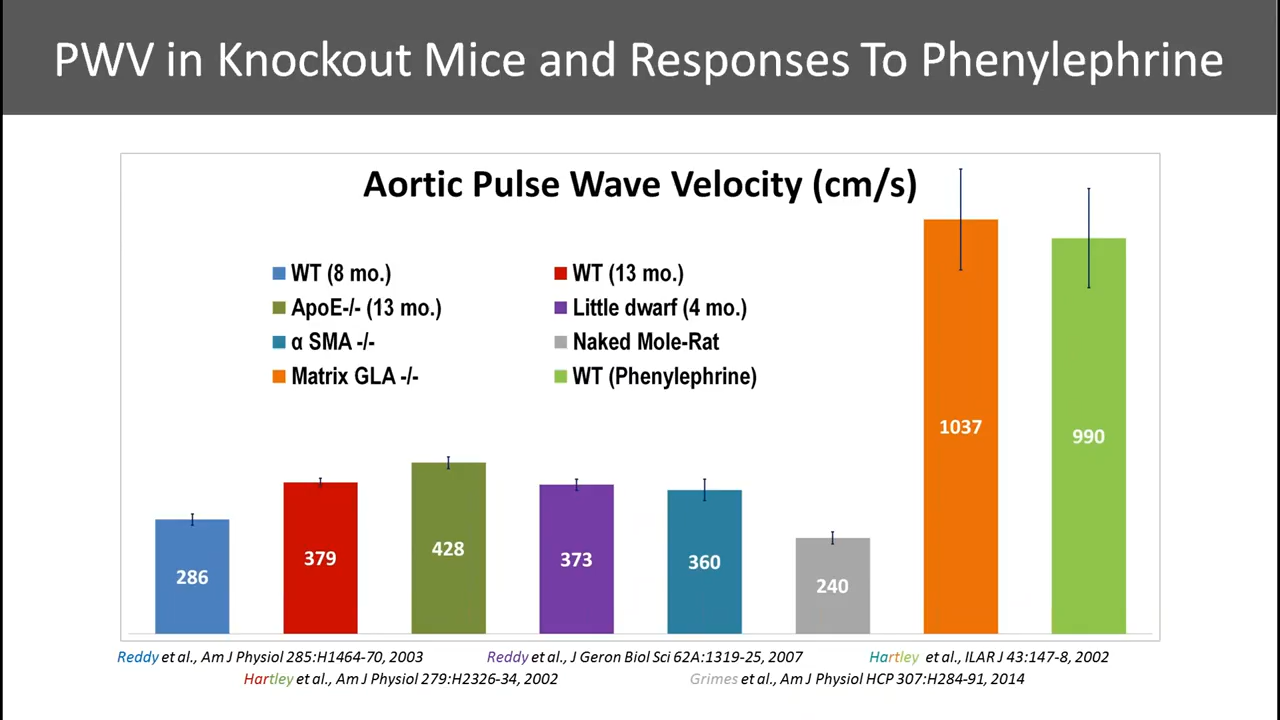 PWV in Knockout Mice and Responses To Phenylephrine
Aortic Pulse Wave Velocity (cm/s)
WT (8 mo.)
WT (13 mo.)
ApoE-/- (13 mo.)
Little dwarf (4 mo.)
α SMA -/-
Naked Mole-Rat
Matrix GLA -/-
WT (Phenylephrine)
286
379
428
373
360
240
1037
990
Reddy et al., Am J Physiol 285:H1464-70, 2003
Reddy et al., J Geron Biol Sci 62A:1319-25, 2007
Hartley et al., ILAR J 43:147-8, 2002
Hartley et al., Am J Physiol 279:H2326-34, 2002
Grimes et al., Am J Physiol HCP 307:H284-91, 2014